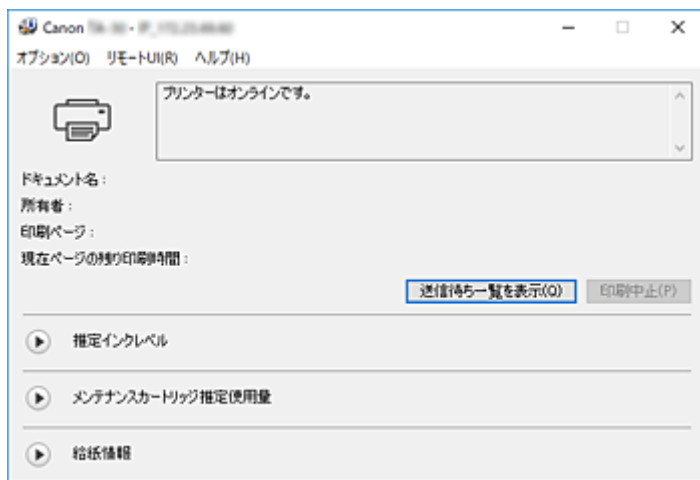 Canon
オプション(O) リモートUI(R) ヘルプ(H)
プリンターはオンラインです。
ドキュメント名：
所有者：
印刷ページ：
現在ページの残り印刷時間：
送信待ち一覧を表示(Q) 印刷中止(P)
推定インクレベル
メンテナンスカートリッジ推定使用量
給紙情報